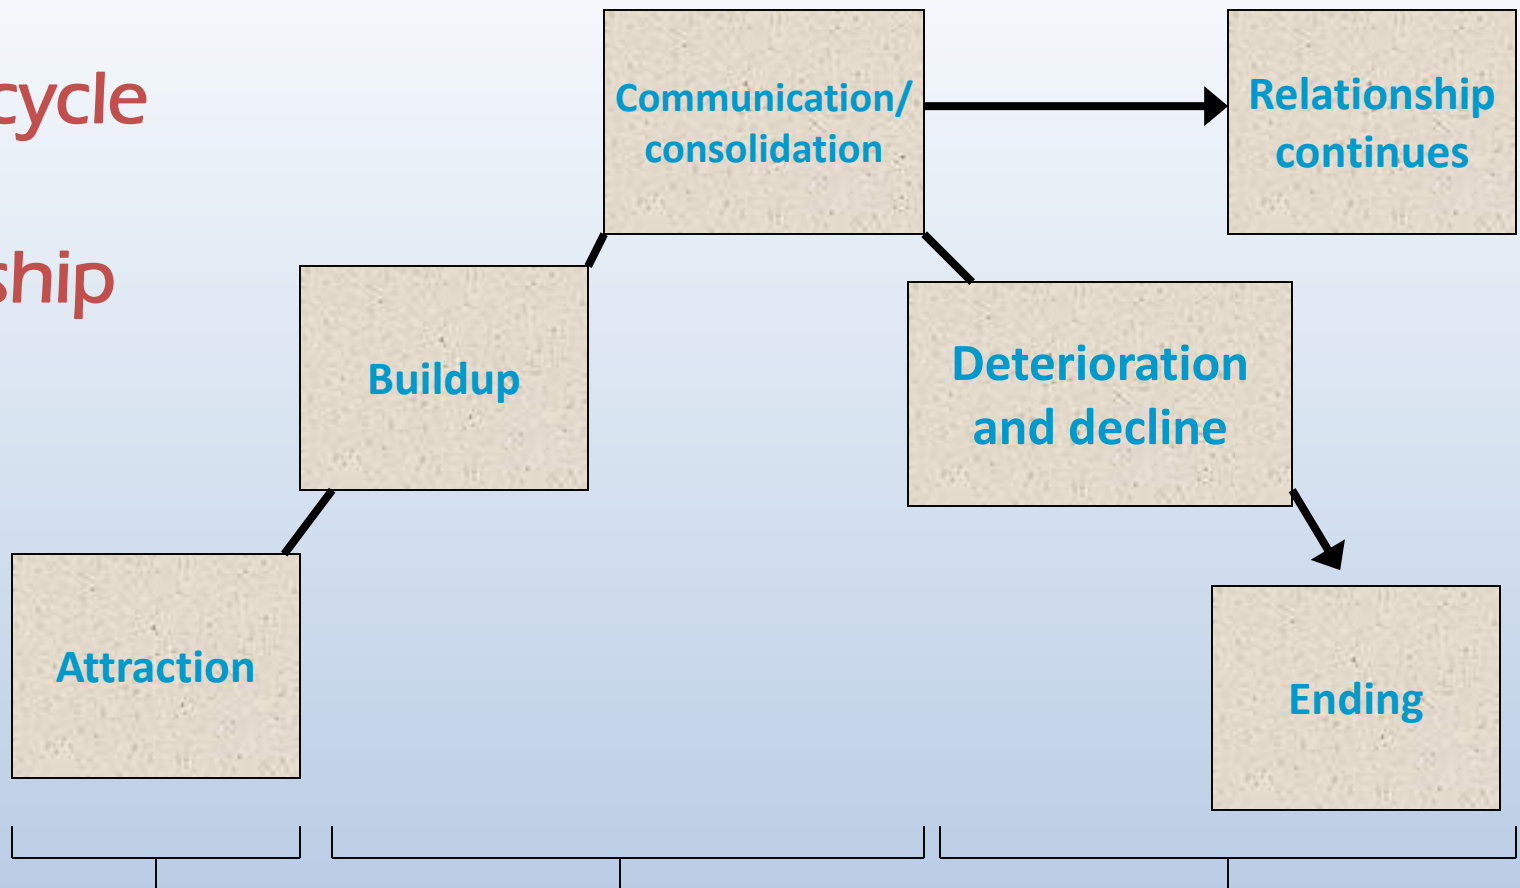 cycle
ship
Communication/
consolidation
Relationship
continues
Buildup
Deterioration
and decline
Attraction
Ending